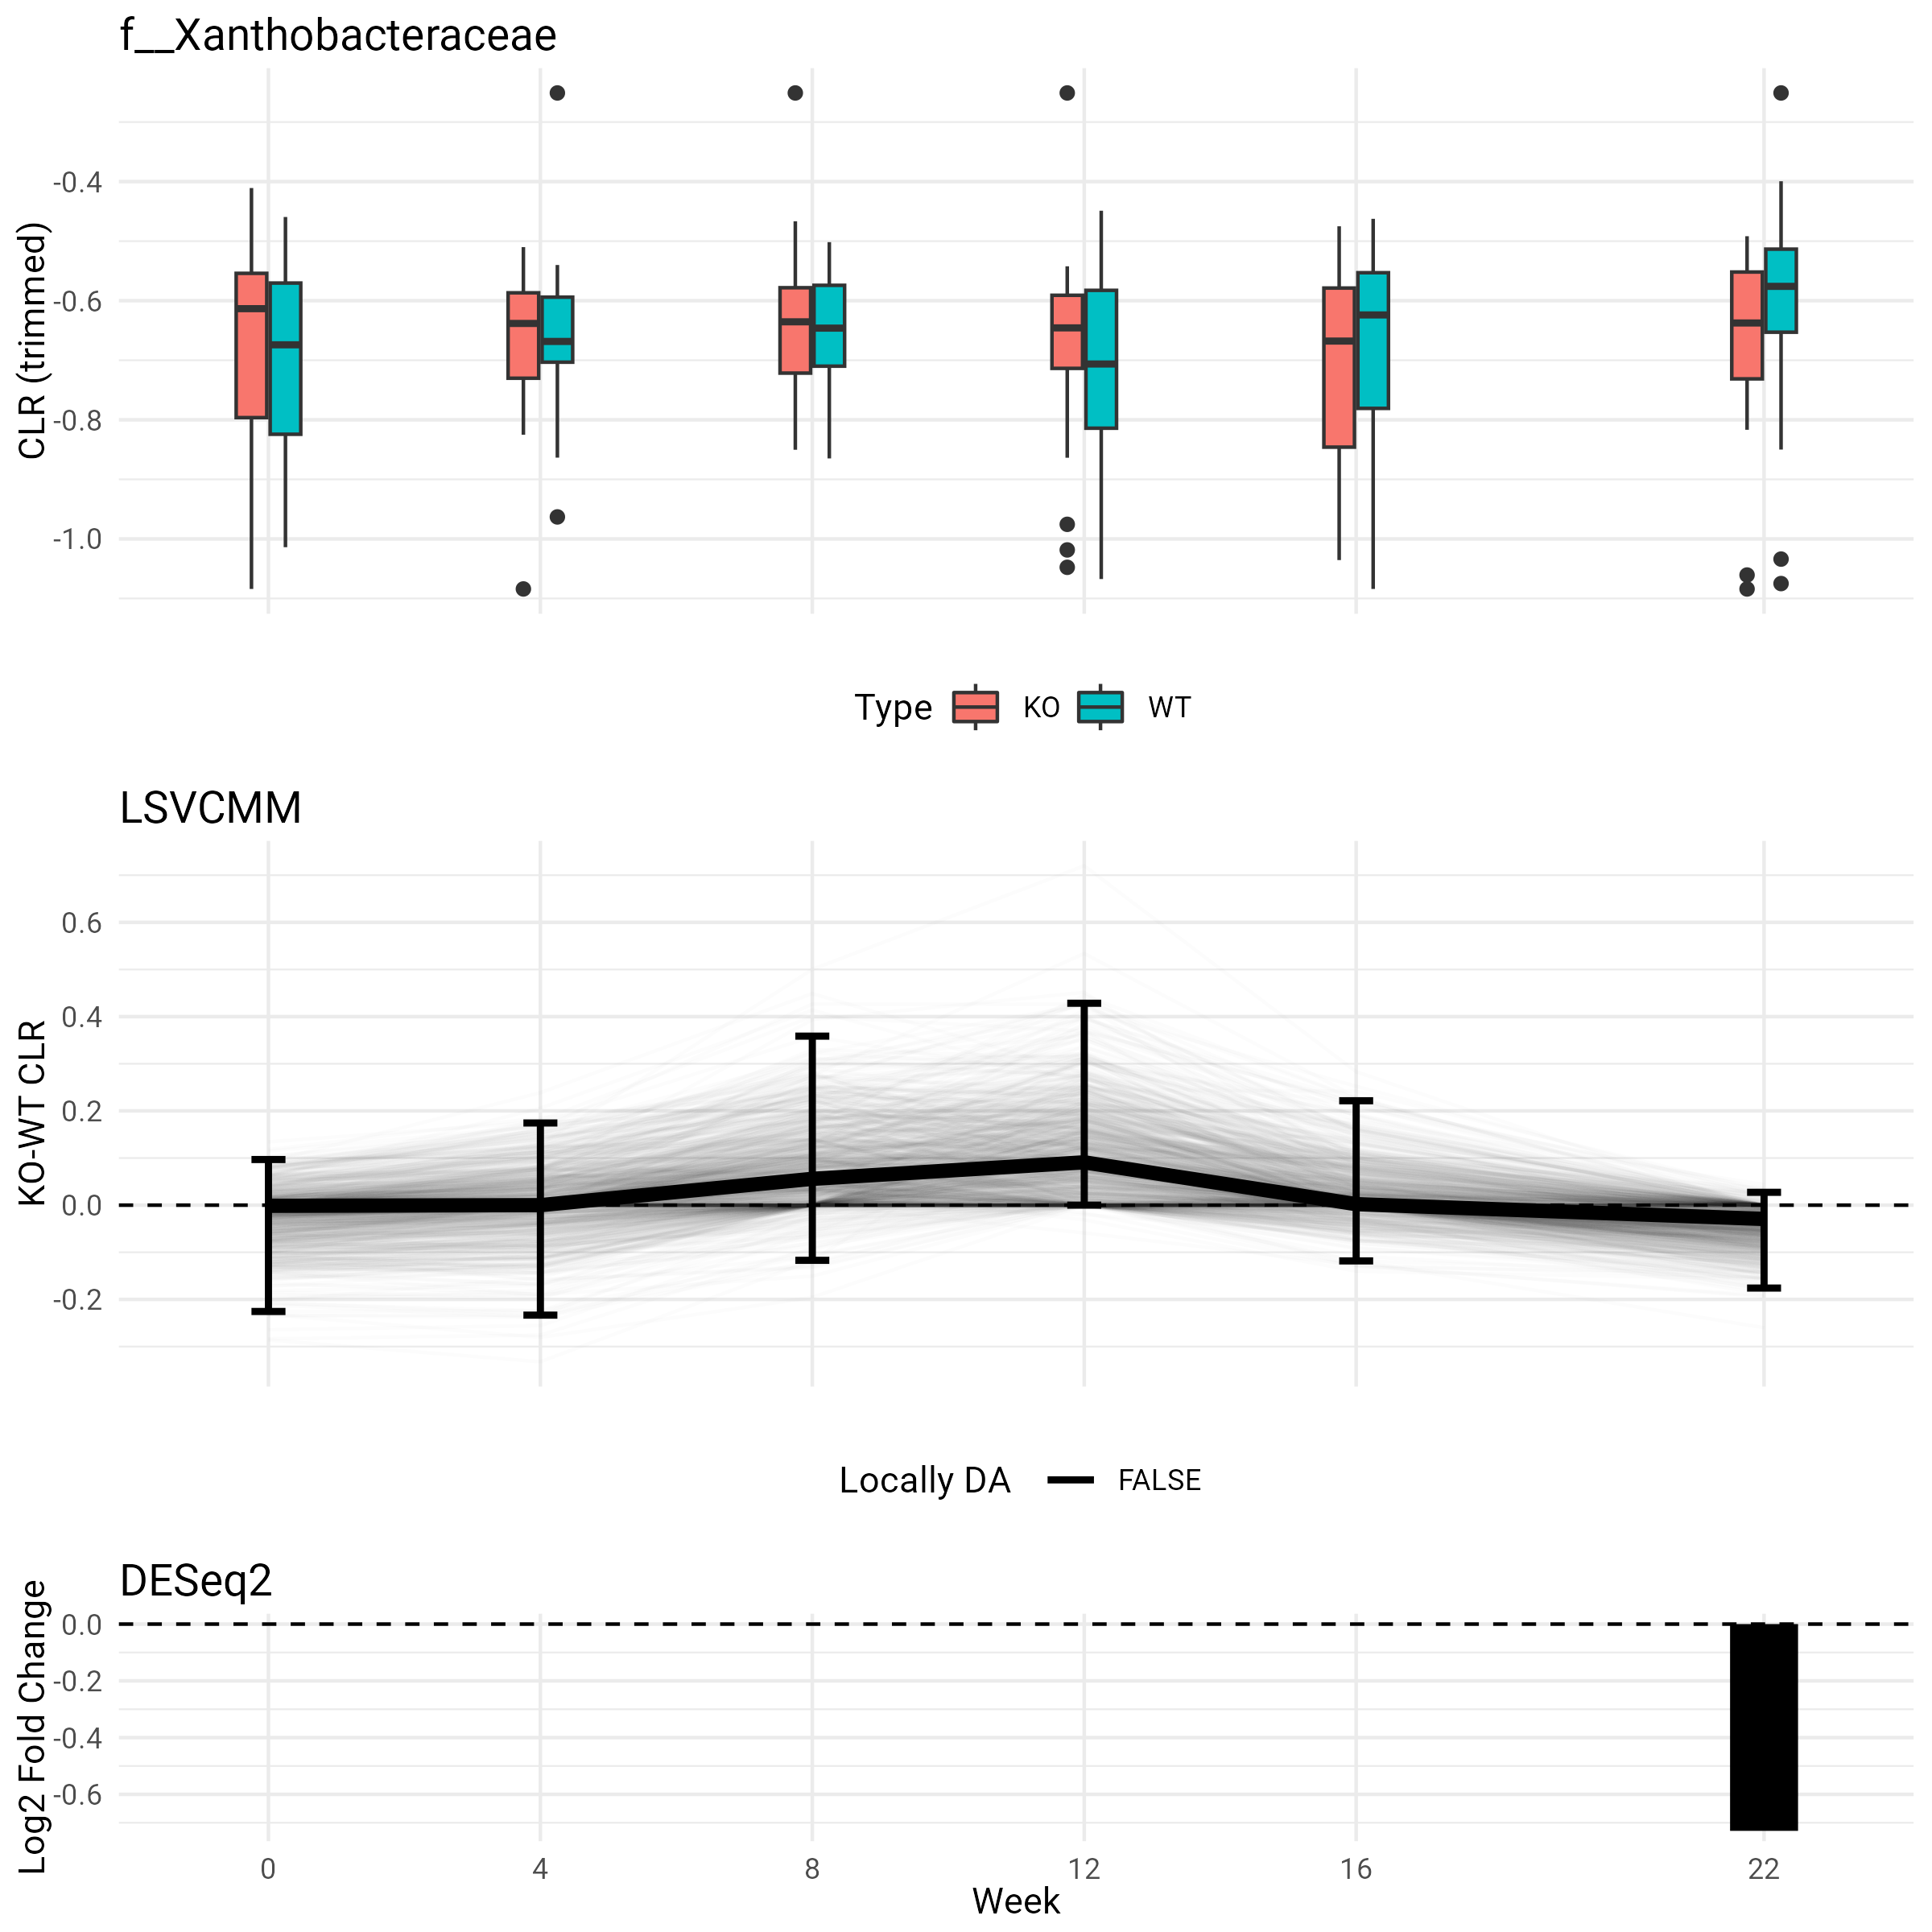 f__Xanthobacteraceae
CLR (trimmed)
-0.4
-0.6
-0.8
-1.0
Type KO WT
LSVCMM
KO-WT CLR
0.6
0.4
0.2
0.0
-0.2
Locally DA FALSE
DESeq2
Log2 Fold Change
0.0
-0.2
-0.4
-0.6
0 4 8 12 16 22
Week